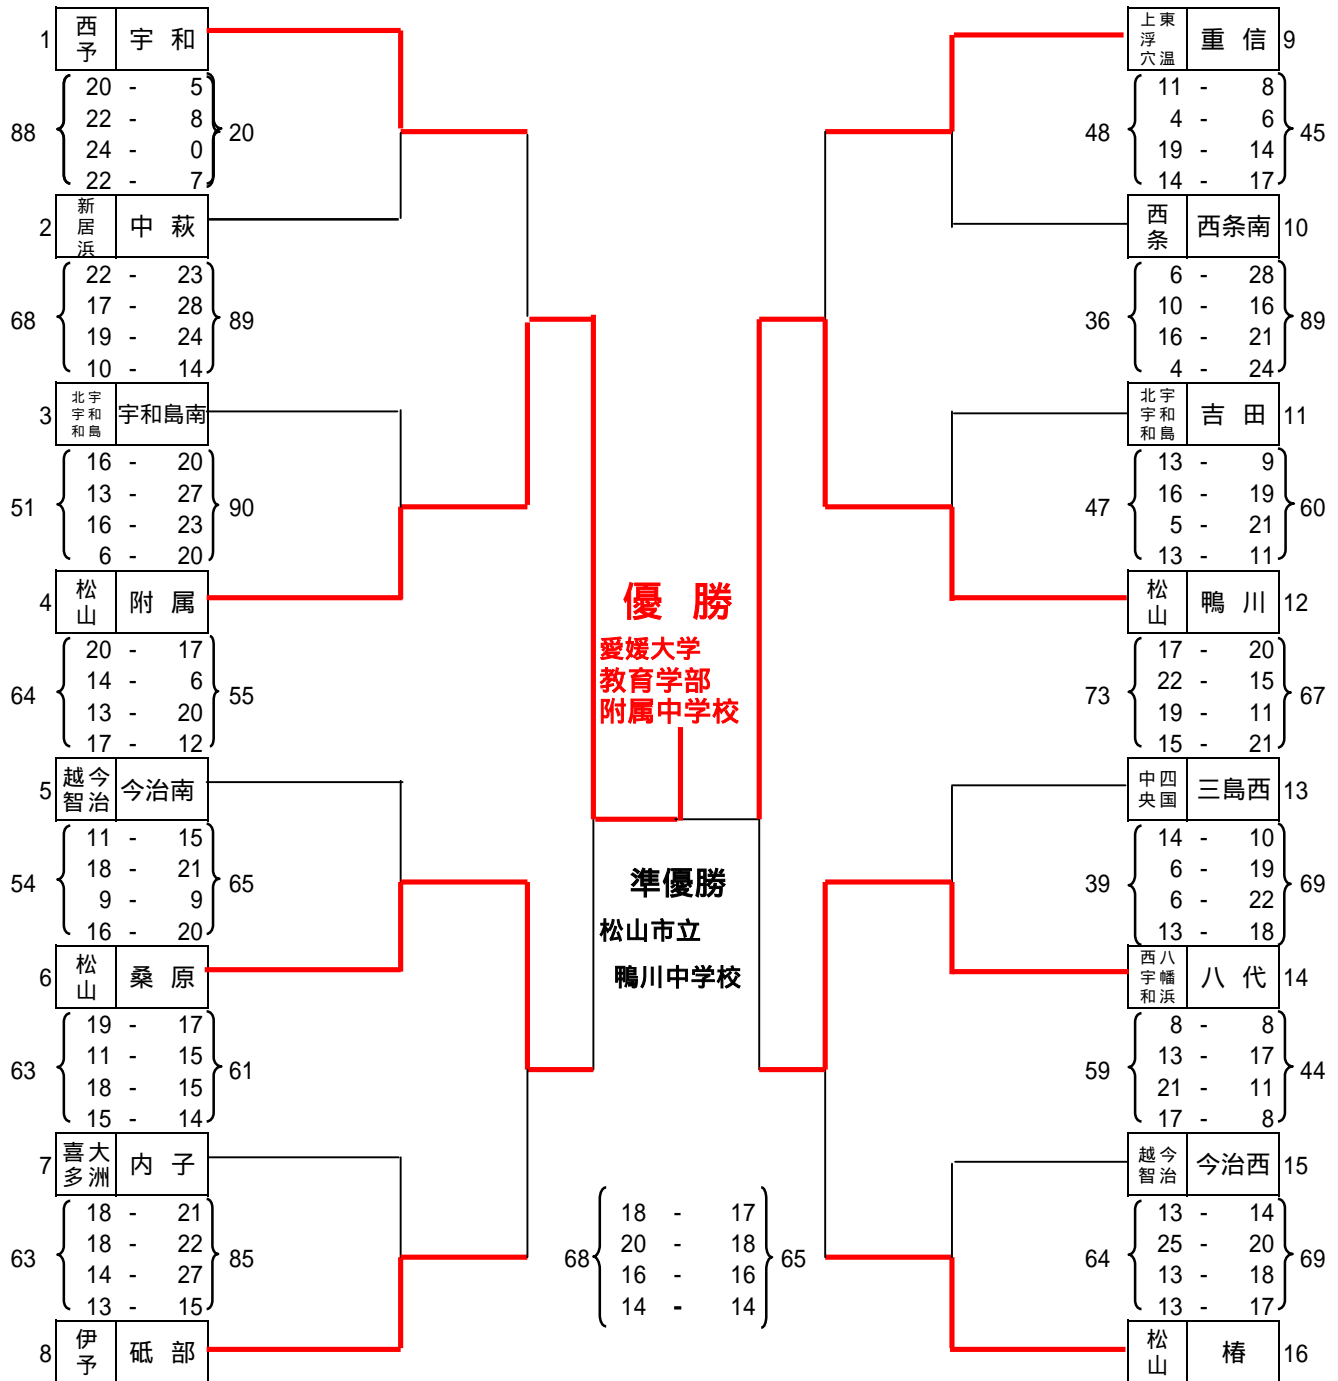 1 西予 宇 和
88 20 - 5 20
22 - 8
24 - 0
22 - 7
2 新居浜 中 萩
68 22 - 23 89
17 - 28
19 - 24
10 - 14
3 北宇和 宇和島 宇和島南
51 16 - 20 90
13 - 27
16 - 23
6 - 20
4 松山 附 属
64 20 - 17 55
14 - 6
13 - 20
17 - 12
5 越智 今治 今治南
54 11 - 15 65
18 - 21
9 - 9
16 - 20
6 松山 桑 原
63 19 - 17 61
11 - 15
18 - 15
15 - 14
7 喜多 大洲 内 子
63 18 - 21 85
18 - 22
14 - 27
13 - 15
8 伊予 砥 部
優 勝
愛媛大学
教育学部
附属中学校
準優勝
松山市立
鴨川中学校
68 18 - 17 65
20 - 18
16 - 16
14 - 14
上浮穴 東温 重 信 9
48 11 - 8 45
4 - 6
19 - 14
14 - 17
西条 西条南 10
36 6 - 28 89
10 - 16
16 - 21
4 - 24
北宇和 宇和島 吉 田 11
47 13 - 9 60
16 - 19
5 - 21
13 - 11
松山 鴨 川 12
73 17 - 20 67
22 - 15
19 - 11
15 - 21
中央 四国 三島西 13
39 14 - 10 69
6 - 19
6 - 22
13 - 18
西宇和 八幡浜 八 代 14
59 8 - 8 44
13 - 17
21 - 11
17 - 8
越智 今治 今治西 15
64 13 - 14 69
25 - 20
13 - 18
13 - 17
松山 椿 16